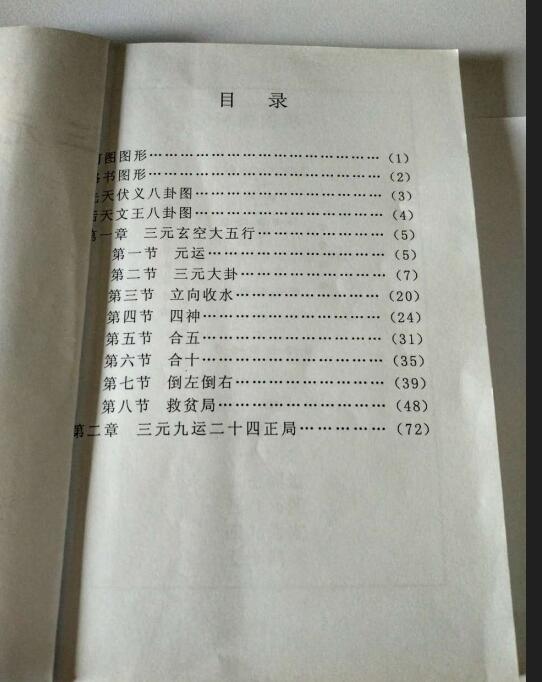 目 录
河图图形……………………………………（1）
洛书图形……………………………………（2）
先天伏义八卦图……………………………（3）
后天文王八卦图……………………………（4）
第一章 三元玄空大五行……………………（5）
第一节 元运…………………………………（5）
第二节 三元大卦……………………………（7）
第三节 立向收水……………………………（20）
第四节 四神…………………………………（24）
第五节 合五…………………………………（31）
第六节 合十…………………………………（35）
第七节 倒左倒右……………………………（39）
第八节 救贫局………………………………（48）
第二章 三元九运二十四正局………………（72）